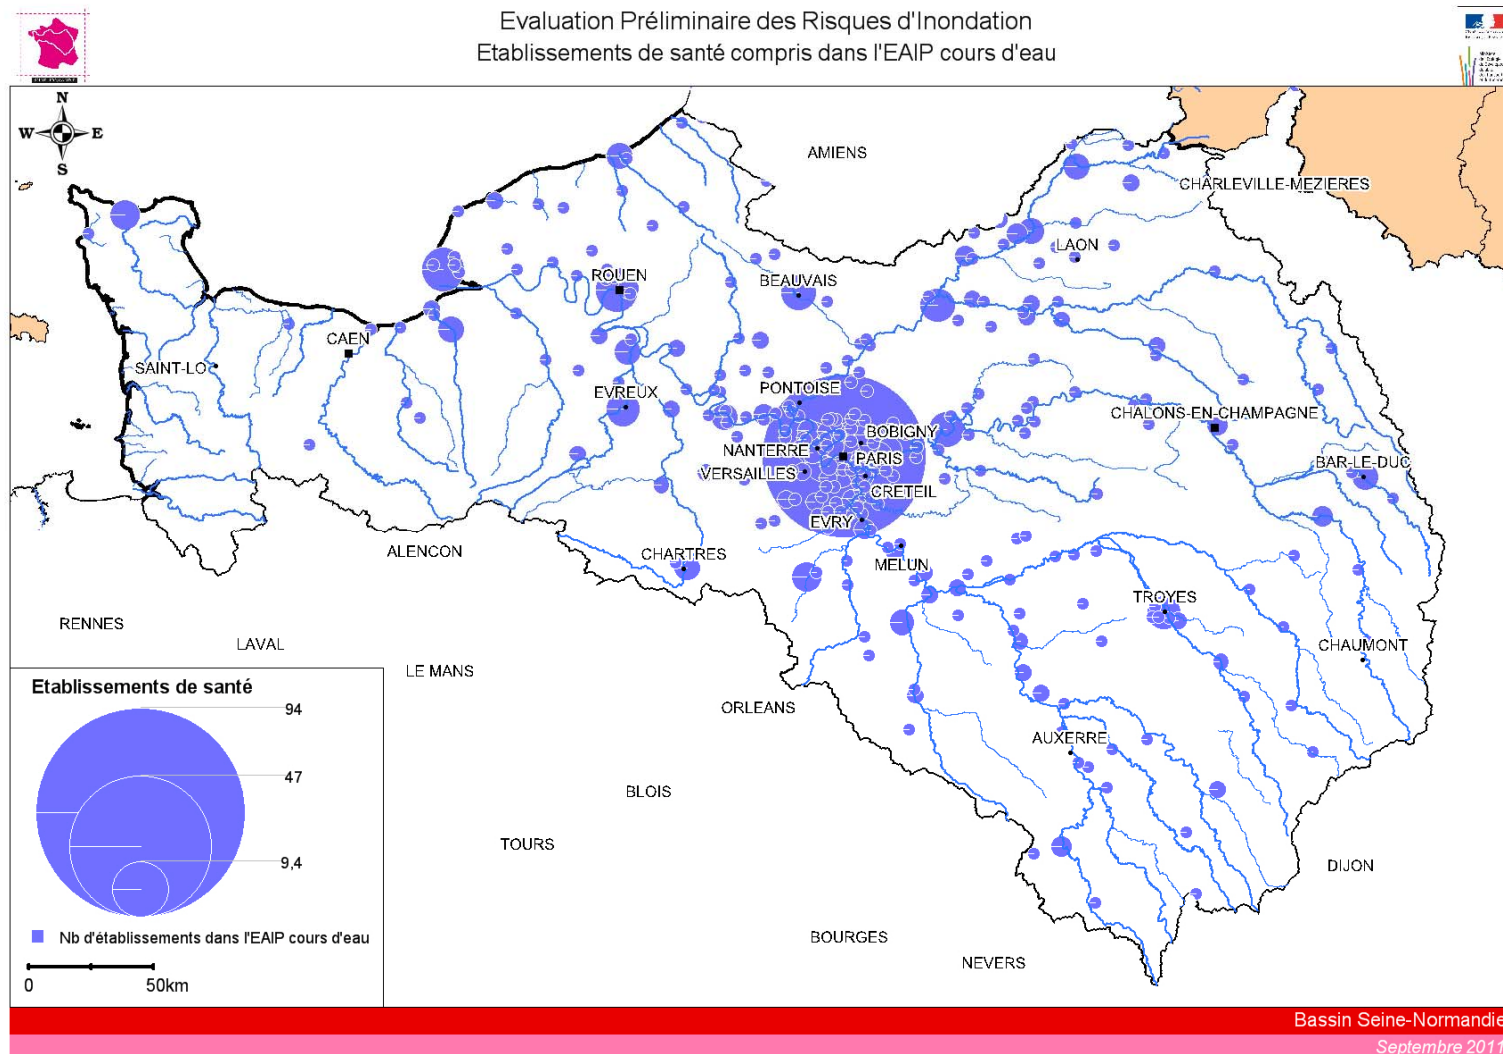 Evaluation Préliminaire des Risques d'Inondation
Etablissements de santé compris dans l'EAIP cours d'eau
N
W E
S
AMIENS
CHARLEVILLE-MEZIERES
LAON
ROUEN
BEAUVAIS
CAEN
SAINT-LO
EVREUX
PONTOISE
CHALONS-EN-CHAMPAGNE
BOBIGNY
NANTERRE
PARIS
BAR-LE-DUC
VERSAILLES
CRETEIL
EVRY
ALENCON
CHARTRES
MELUN
TROYES
RENNES
LAVAL
CHAUMONT
LE MANS
ORLEANS
AUXERRE
BLOIS
TOURS
DIJON
BOURGES
NEVERS
Etablissements de santé
94
47
9,4
Nb d'établissements dans l'EAIP cours d'eau
0 50km
Bassin Seine-Normandie
Septembre 2011